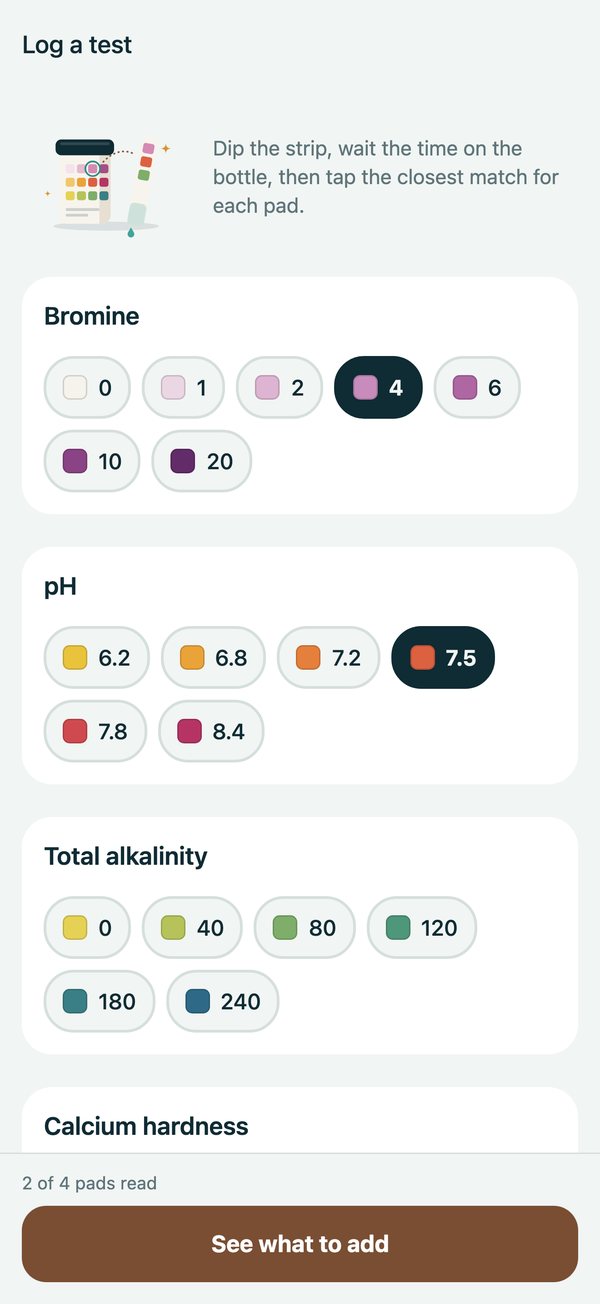 Log a test
Dip the strip, wait the time on the
bottle, then tap the closest match for
each pad.
Bromine
0 1 2 4 6
10 20
pH
6.2 6.8 7.2 7.5
7.8 8.4
Total alkalinity
0 40 80 120
180 240
Calcium hardness
2 of 4 pads read
See what to add